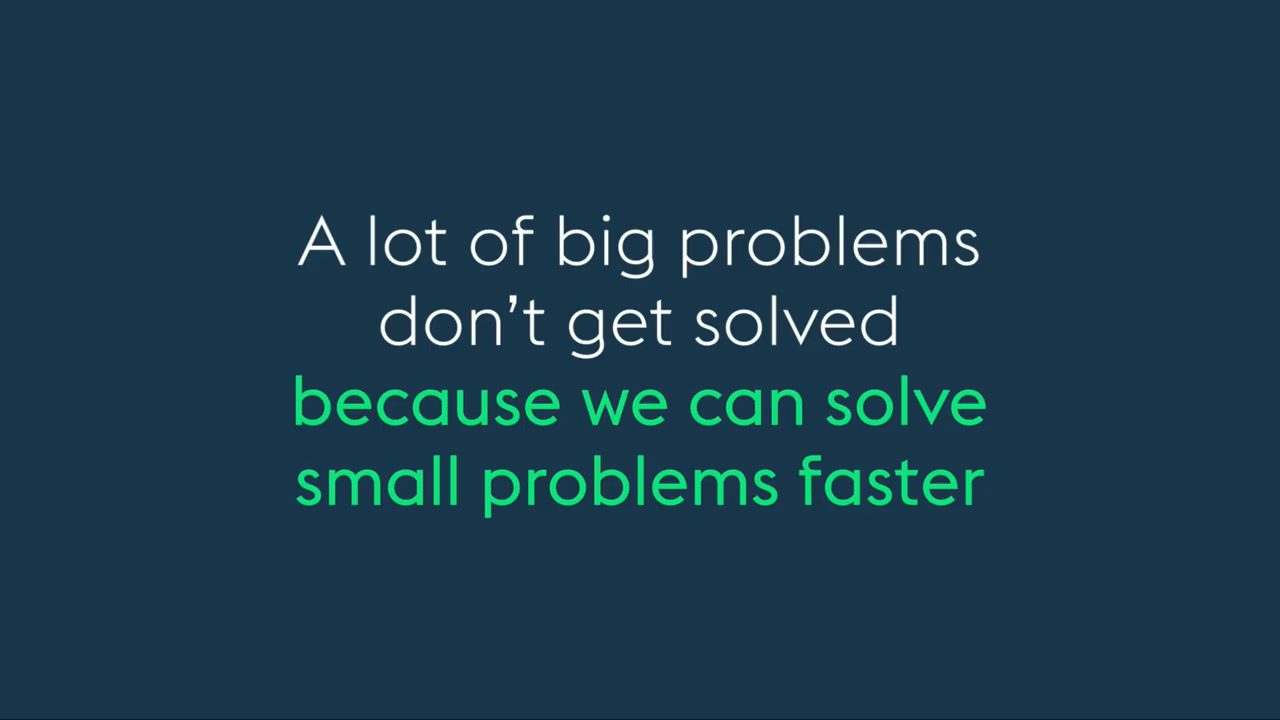 A lot of big problems
don’t get solved
because we can solve
small problems faster